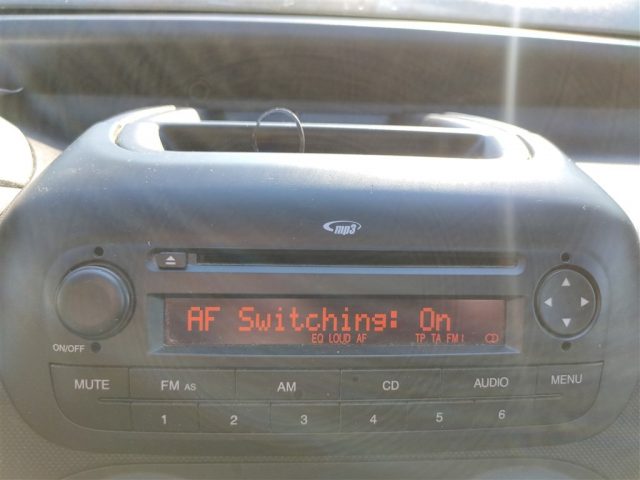 mp3
AF Switching: On
EQ LOUD AF TP TA FM1 CD
ON/OFF
MUTE FM AS AM CD AUDIO MENU
1 2 3 4 5 6